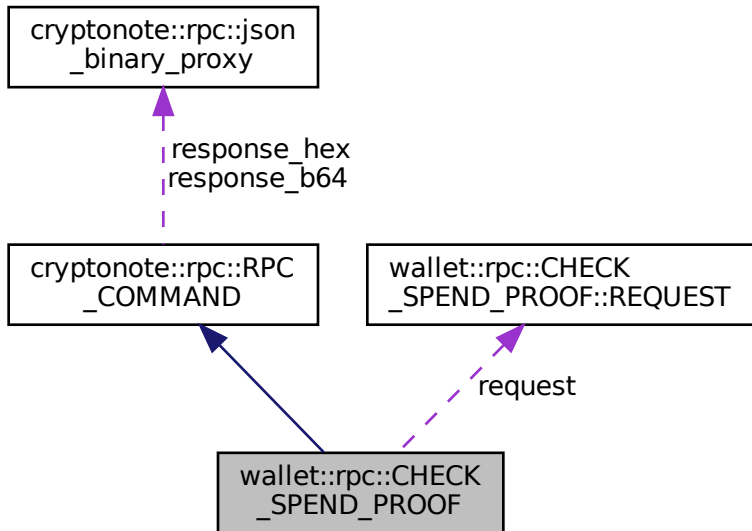 cryptonote::rpc::json
_binary_proxy
response_hex
response_b64
cryptonote::rpc::RPC
_COMMAND
wallet::rpc::CHECK
_SPEND_PROOF::REQUEST
request
wallet::rpc::CHECK
_SPEND_PROOF